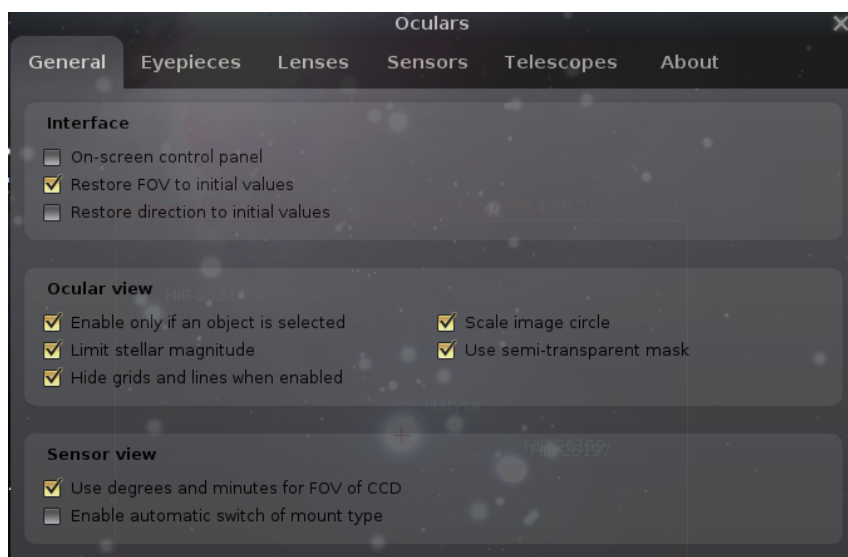 Oculars
General Eyepieces Lenses Sensors Telescopes About
Interface
On-screen control panel
Restore FOV to initial values
Restore direction to initial values
Ocular view
Enable only if an object is selected Scale image circle
Limit stellar magnitude Use semi-transparent mask
Hide grids and lines when enabled
Sensor view
Use degrees and minutes for FOV of CCD
Enable automatic switch of mount type